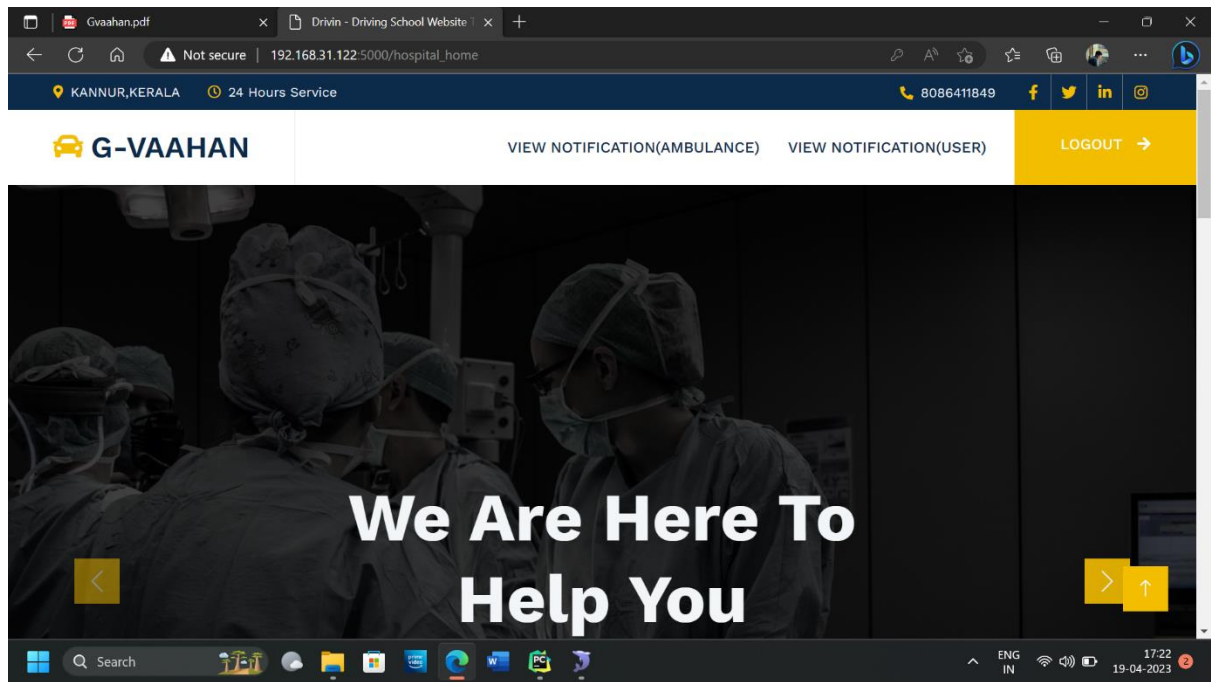 Gvaahan.pdf
Drivin - Driving School Website T
Not secure | 192.168.31.122:5000/hospital_home
KANNUR,KERALA 24 Hours Service 8086411849
G-VAAHAN VIEW NOTIFICATION(AMBULANCE) VIEW NOTIFICATION(USER) LOGOUT
We Are Here To
Help You
Search
ENG
IN
17:22
19-04-2023
2